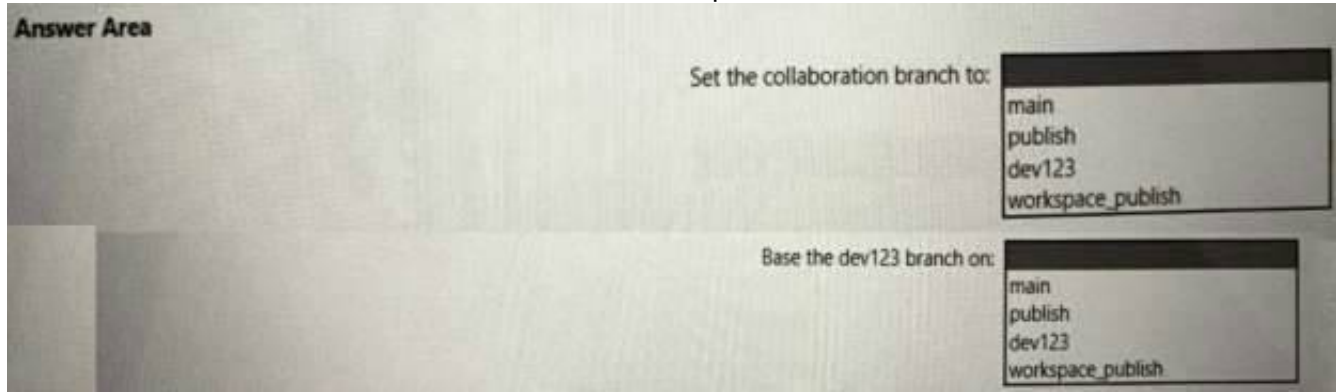 Answer Area
Set the collaboration branch to:
main
publish
dev123
workspace_publish
Base the dev123 branch on:
main
publish
dev123
workspace_publish